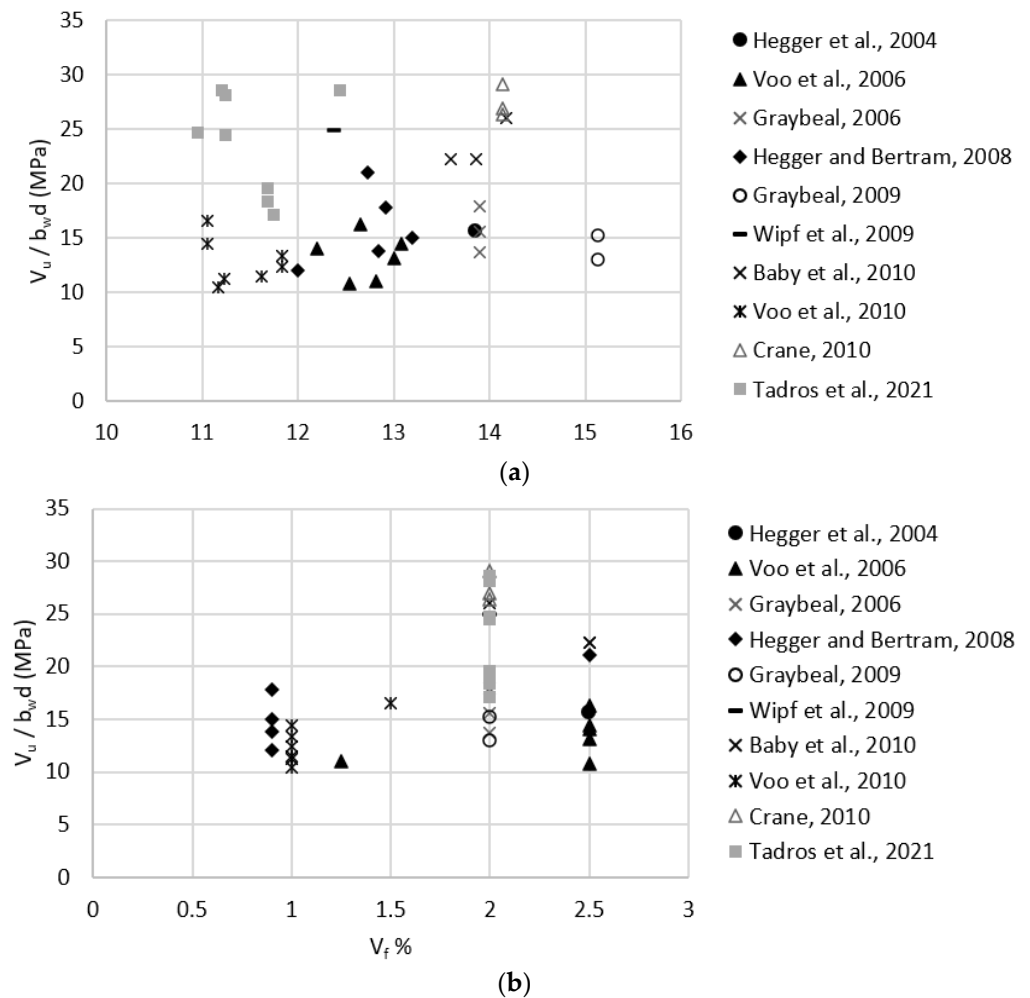 35
30
25
20
15
10
5
0
V_u / b_wd (MPa)
10 11 12 13 14 15 16
Hegger et al., 2004
Voo et al., 2006
Graybeal, 2006
Hegger and Bertram, 2008
Graybeal, 2009
Wipf et al., 2009
Baby et al., 2010
Voo et al., 2010
Crane, 2010
Tadros et al., 2021
(a)
35
30
25
20
15
10
5
0
V_u / b_wd (MPa)
0 0.5 1 1.5 2 2.5 3
V_f %
Hegger et al., 2004
Voo et al., 2006
Graybeal, 2006
Hegger and Bertram, 2008
Graybeal, 2009
Wipf et al., 2009
Baby et al., 2010
Voo et al., 2010
Crane, 2010
Tadros et al., 2021
(b)